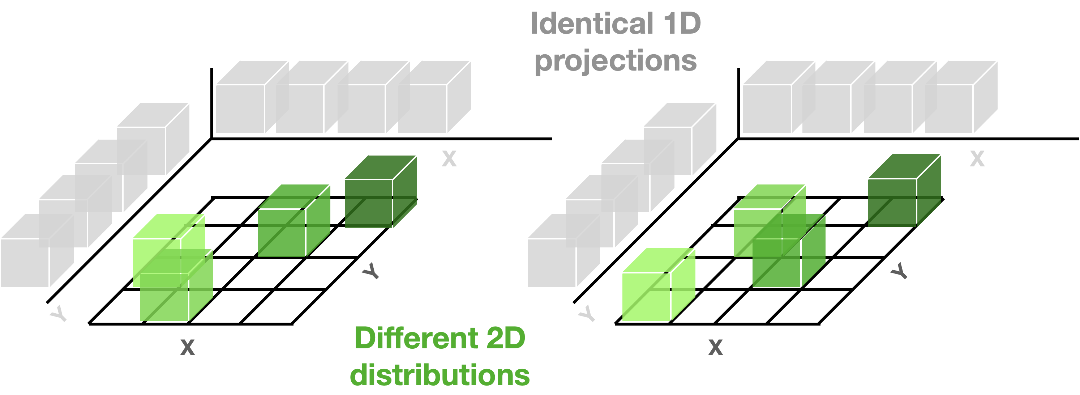 Identical 1D
projections
X
X
Y
Y
Y
Y
X
X
Different 2D
distributions